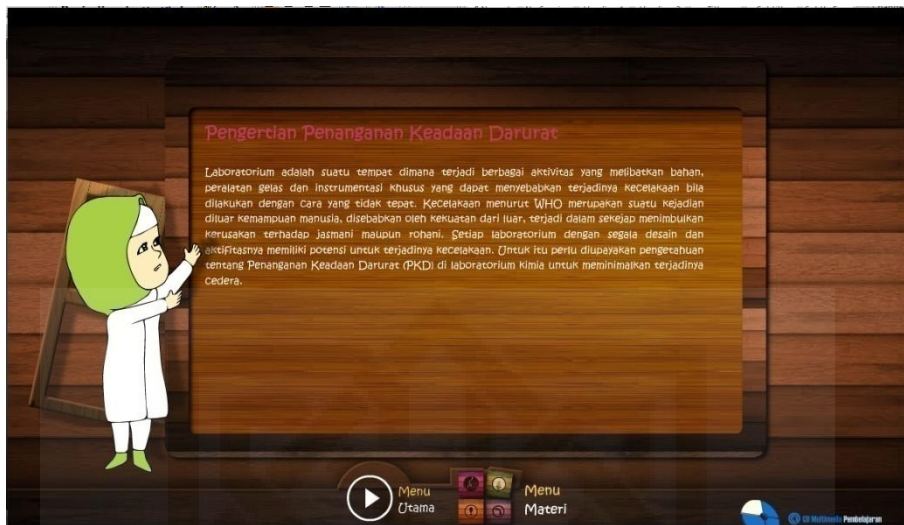 Pengertian Penanganan Keadaan Darurat
Laboratorium adalah suatu tempat dimana terjadi berbagai aktivitas yang melibatkan bahan,
peralatan gelas dan instrumentasi khusus yang dapat menyebabkan terjadinya kecelakaan bila
dilakukan dengan cara yang tidak tepat. Kecelakaan menurut WHO merupakan suatu kejadian
diluar kemampuan manusia, disebabkan oleh kekuatan dari luar, terjadi dalam sekejap menimbulkan
kerusakan terhadap jasmani maupun rohani. Setiap laboratorium dengan segala desain dan
aktifitasnya memiliki potensi untuk terjadinya kecelakaan. Untuk itu perlu diupayakan pengetahuan
tentang Penanganan Keadaan Darurat (PKD) di laboratorium kimia untuk meminimalkan terjadinya
cedera.
Menu
Utama
Menu
Materi
CD Multimedia Pembelajaran